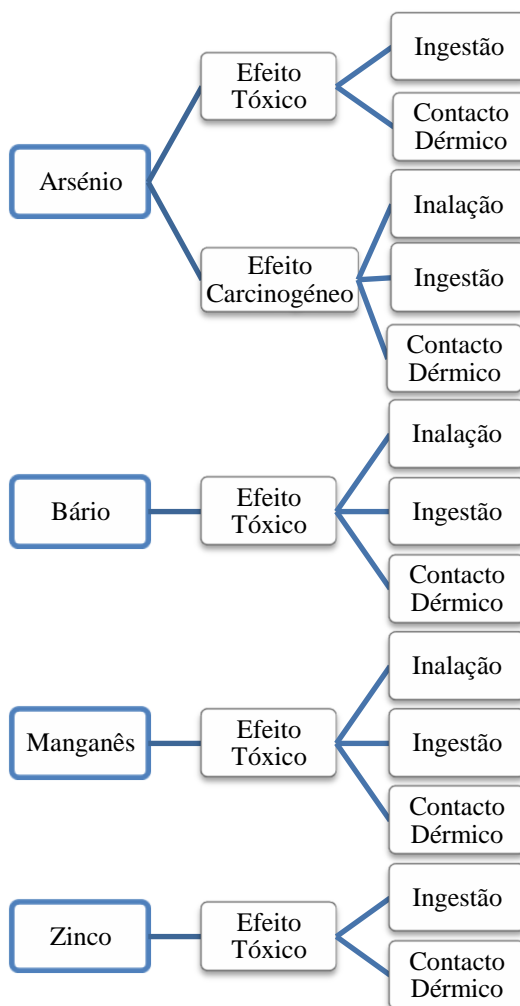 Arsénio
Efeito
Tóxico
Ingestão
Contacto
Dérmico
Efeito
Carcinogéneo
Inalação
Ingestão
Contacto
Dérmico
Bário
Efeito
Tóxico
Inalação
Ingestão
Contacto
Dérmico
Manganês
Efeito
Tóxico
Inalação
Ingestão
Contacto
Dérmico
Zinco
Efeito
Tóxico
Ingestão
Contacto
Dérmico